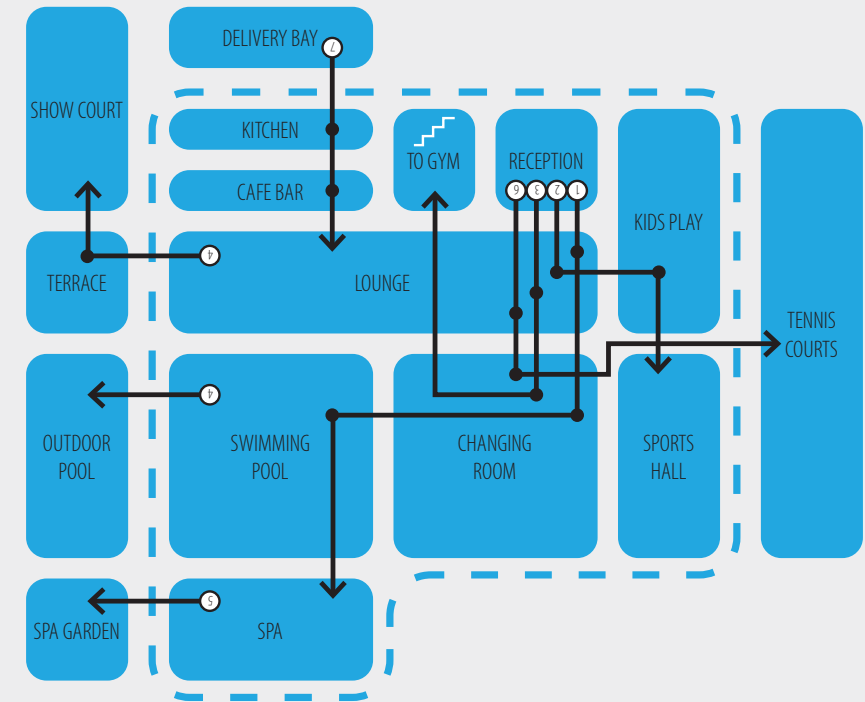 DELIVERY BAY
7
SHOW COURT
KITCHEN
TO GYM
RECEPTION
CAFE BAR
6
3
2
1
KIDS PLAY
4
TERRACE
LOUNGE
TENNIS
COURTS
4
OUTDOOR
POOL
SWIMMING
POOL
CHANGING
ROOM
SPORTS
HALL
5
SPA GARDEN
SPA